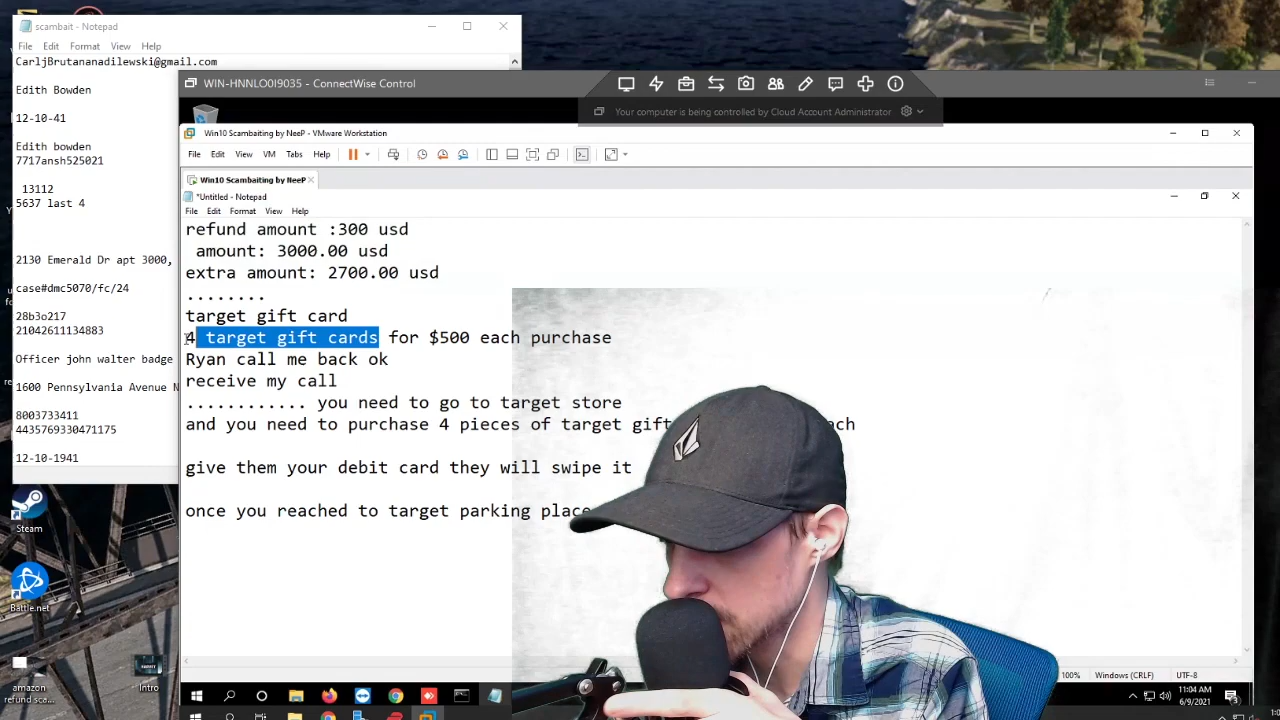 scambait - Notepad
File Edit Format View Help
CarljBrutananadilewski@gmail.com
Edith Bowden
12-10-41
Edith bowden
7717ansh525021
13112
5637 last 4
2130 Emerald Dr apt 3000,
case#dmc5070/fc/24
28b3o217
21042611134883
Officer john walter badge
1600 Pennsylvania Avenue N
8003733411
4435769330471175
12-10-1941
WIN-HNNLO0I9035 - ConnectWise Control
Your computer is being controlled by Cloud Account Administrator
Win10 Scambaiting by NeeP - VMware Workstation
File Edit View VM Tabs Help
Win10 Scambaiting by NeeP
*Untitled - Notepad
File Edit Format View Help
refund amount :300 usd
amount: 3000.00 usd
extra amount: 2700.00 usd
........
target gift card
4 target gift cards for $500 each purchase
Ryan call me back ok
receive my call
............ you need to go to target store
and you need to purchase 4 pieces of target gift
give them your debit card they will swipe it
once you reached to target parking place
100% Windows (CRLF) UTF-8
Steam
Battle.net
amazon
refund sca...
Intro
11:04 AM
6/9/2021